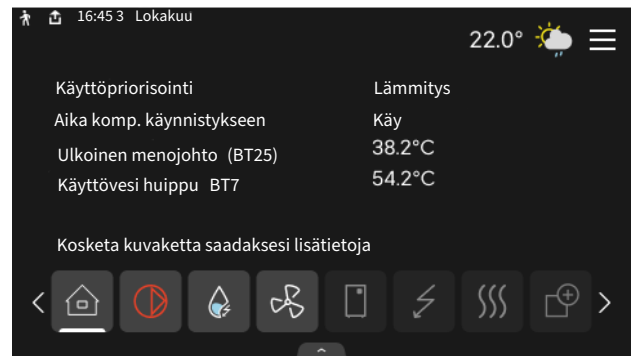 16:45 3 Lokakuu
22.0°
Käyttöpriorisointi Lämmitys
Aika komp. käynnistykseen Käy
Ulkoinen menojohto (BT25) 38.2°C
Käyttövesi huippu BT7 54.2°C
Kosketa kuvaketta saadaksesi lisätietoja